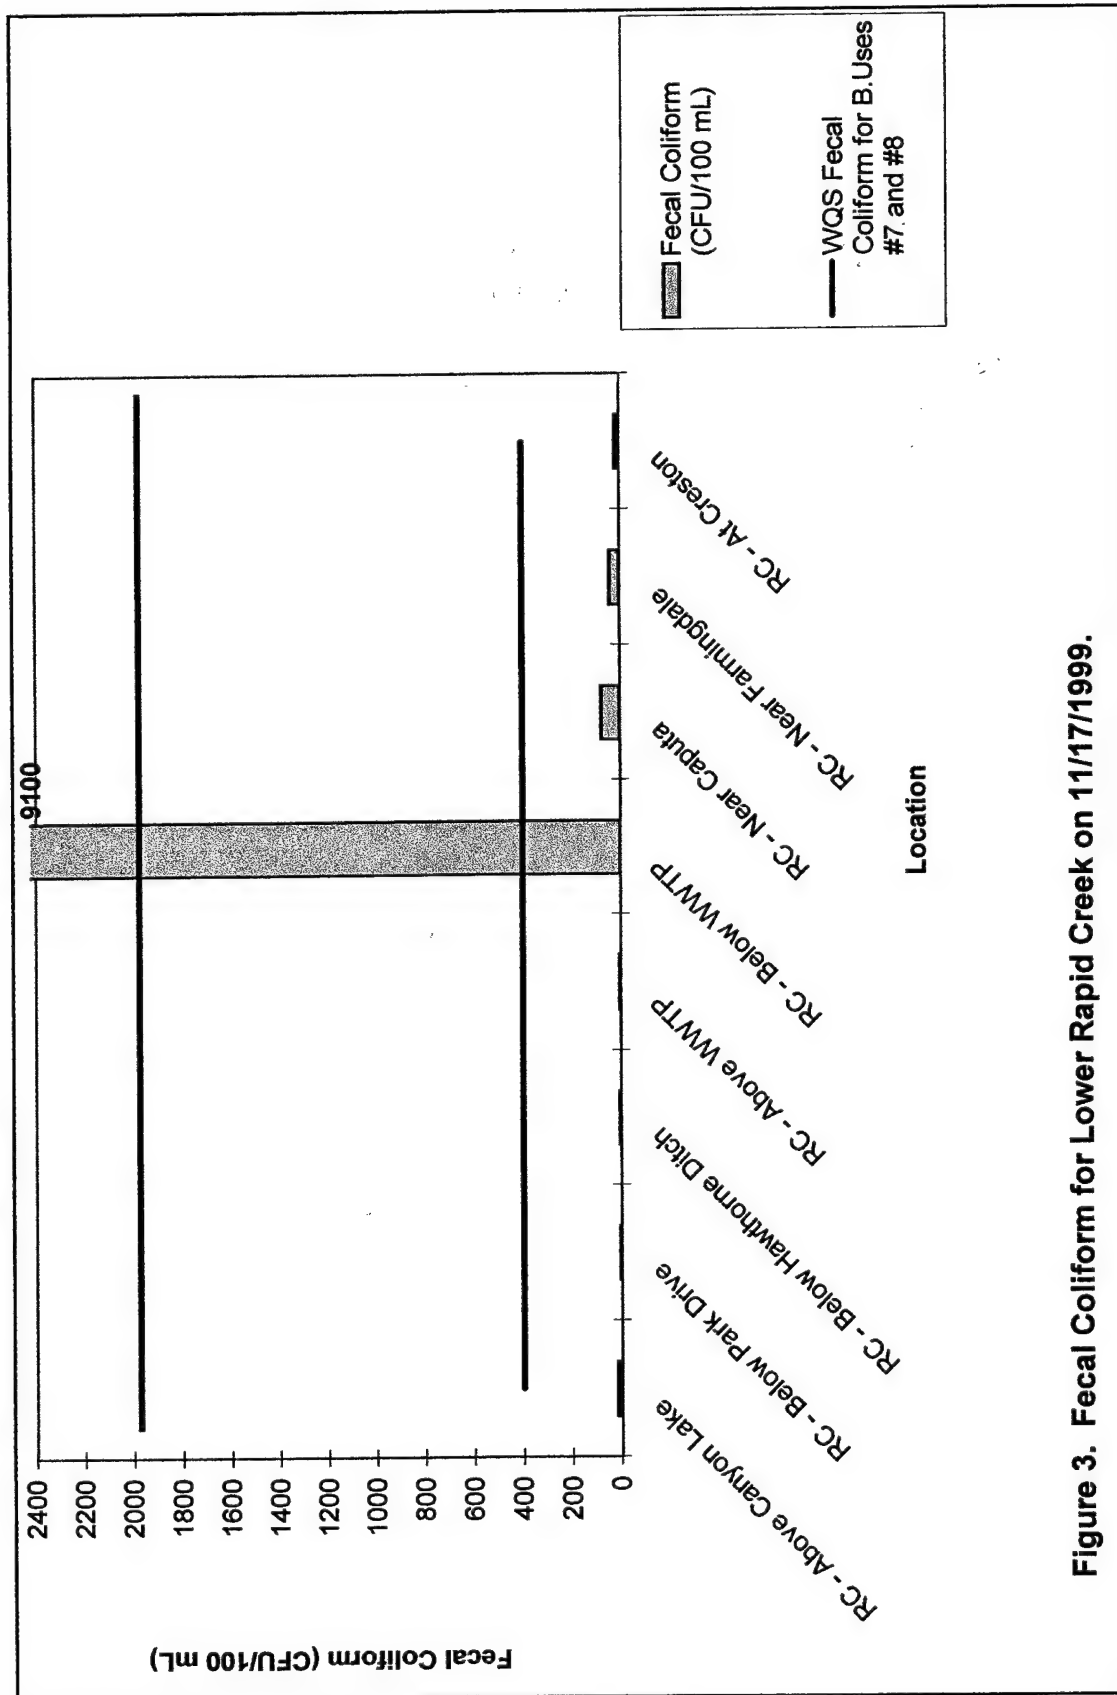 Fecal Coliform (CFU/100 mL)
2400
2200
2000
1800
1600
1400
1200
1000
800
600
400
200
0
9100
RC - Above Canyon Lake
RC - Below Park Drive
RC - Below Hawthorne Ditch
RC - Above WWTP
RC - Below WWTP
RC - Near Caputa
RC - Near Farmingdale
RC - At Creston
Location
Fecal Coliform
(CFU/100 mL)
WQS Fecal
Coliform for B.Uses
#7 and #8
Figure 3. Fecal Coliform for Lower Rapid Creek on 11/17/1999.